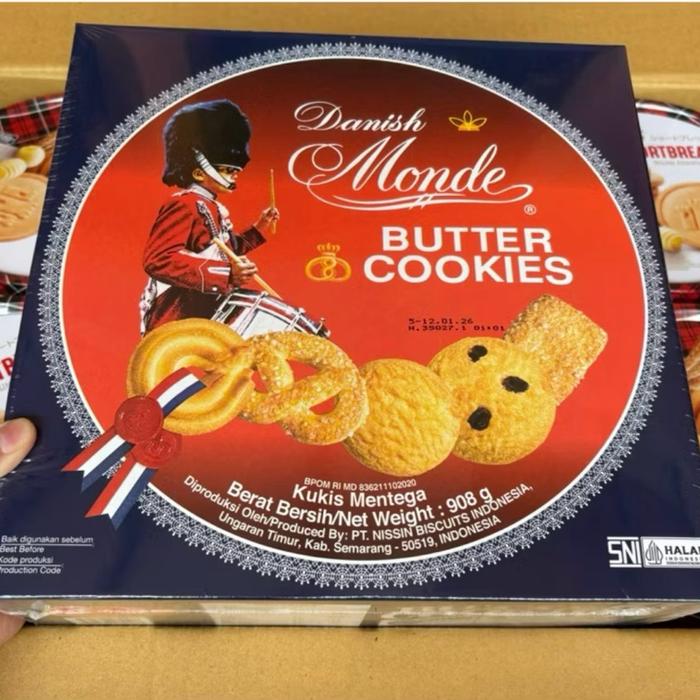 Danish
Monde
®
BUTTER
COOKIES
5-12.01.26
H.39027.1 01*01
BPOM RI MD 836211102020
Kukis Mentega
Berat Bersih/Net Weight : 908 g
Diproduksi Oleh/Produced By: PT. NISSIN BISCUITS INDONESIA,
Ungaran Timur, Kab. Semarang - 50519, INDONESIA
Baik digunakan sebelum
Best Before
Kode produksi
Production Code
SNI
HALAL
INDONESIA